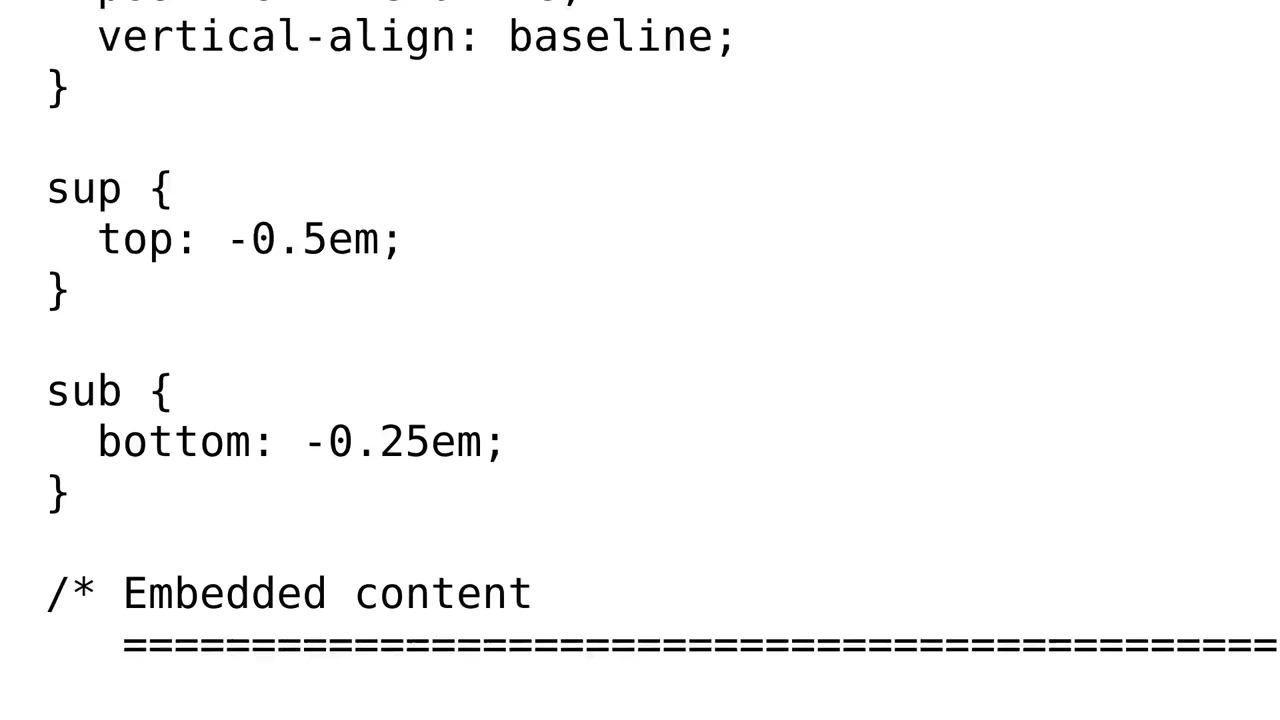 vertical-align: baseline;
}

sup {
  top: -0.5em;
}

sub {
  bottom: -0.25em;
}

/* Embedded content
   =============================================